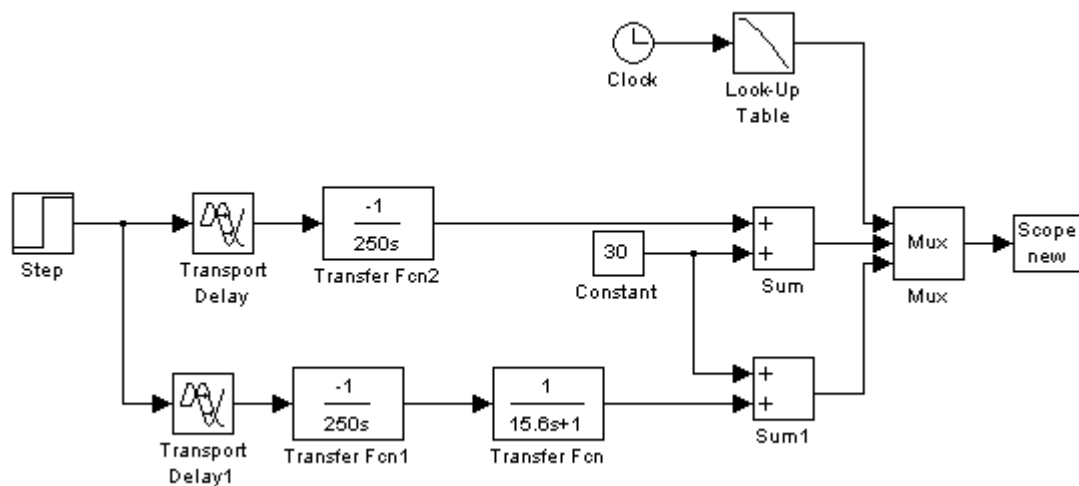 Clock
Look-Up
Table
Step
Transport
Delay
-1
250s
Transfer Fcn2
30
Constant
+
+
Sum
Mux
Mux
Scope
new
Transport
Delay1
-1
250s
Transfer Fcn1
1
15.6s+1
Transfer Fcn
+
+
Sum1